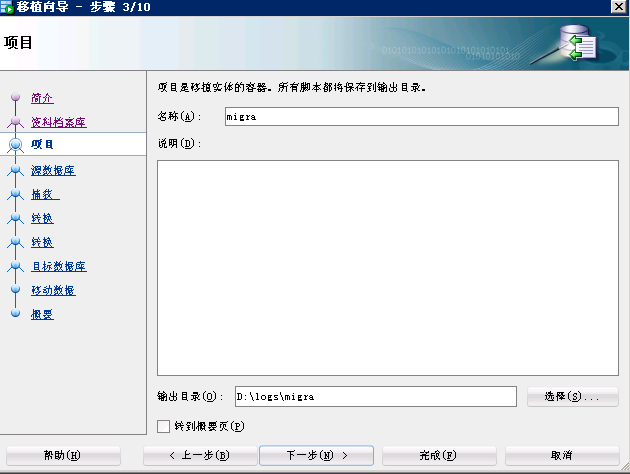 移植向导 - 步骤 3/10
项目
简介
资料档案库
项目
源数据库
捕获
转换
转换
目标数据库
移动数据
概要
项目是移植实体的容器。所有脚本都将保存到输出目录。
名称(A): migra
说明(D):
输出目录(O): D:\logs\migra 选择(S)...
转到概要页(P)
帮助(H) < 上一步(B) 下一步(N) > 完成(F) 取消